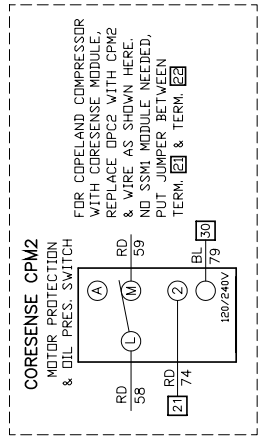 CORESENSE CPM2
MOTOR PROTECTION
& OIL PRES. SWITCH
RD
58
L
A
M
RD
59
21
RD
74
2
BL
79
30
120/240V
FOR COPELAND COMPRESSOR
WITH CORESENSE MODULE,
REPLACE OPC2 WITH CPM2
& WIRE AS SHOWN HERE.
NO SSM1 MODULE NEEDED,
PUT JUMPER BETWEEN
TERM. 21 & TERM. 22